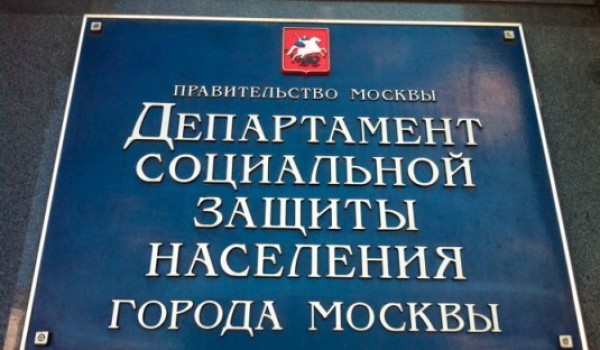 ПРАВИТЕЛЬСТВО МОСКВЫ
ДЕПАРТАМЕНТ
СОЦИАЛЬНОЙ
ЗАЩИТЫ
НАСЕЛЕНИЯ
ГОРОДА МОСКВЫ